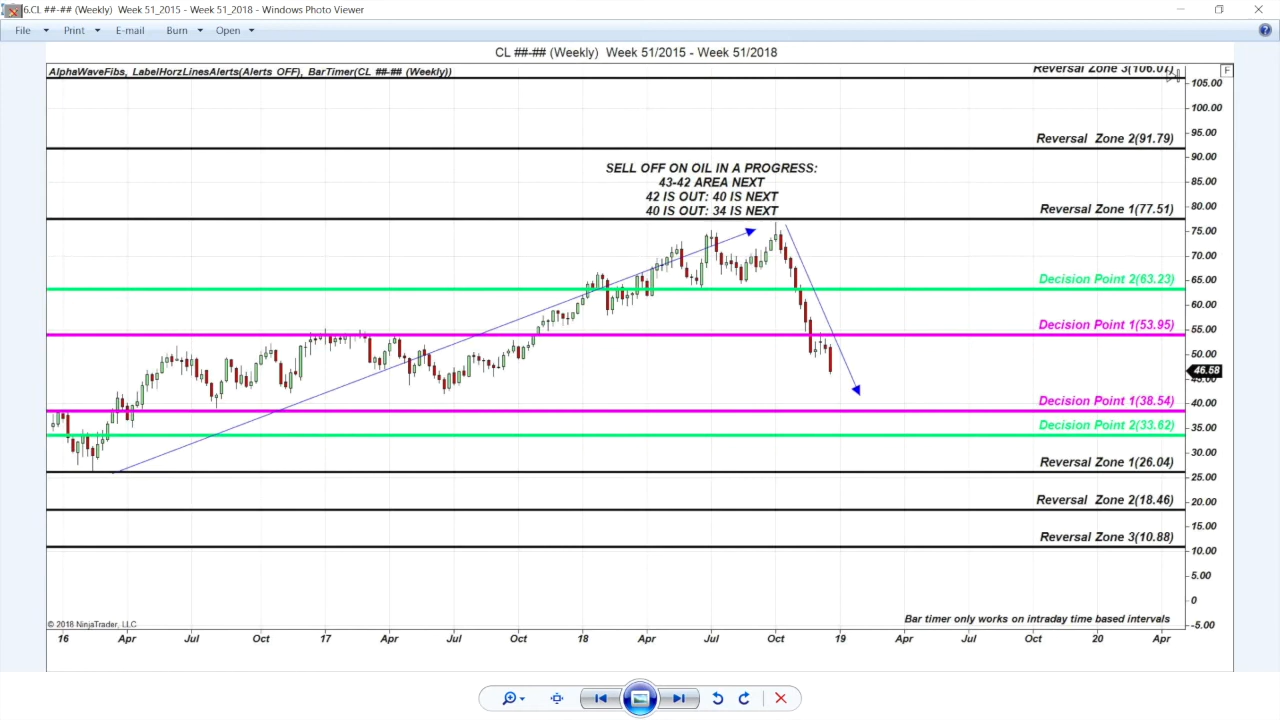 6.CL ##-## (Weekly)  Week 51_2015 - Week 51_2018 - Windows Photo Viewer
File Print E-mail Burn Open
CL ##-## (Weekly)  Week 51/2015 - Week 51/2018
AlphaWaveFibs, LabelHorzLinesAlerts(Alerts OFF), BarTimer(CL ##-## (Weekly))
Reversal Zone 3(106.07)
F
105.00
100.00
95.00
Reversal  Zone 2(91.79)
90.00
SELL OFF ON OIL IN A PROGRESS:
43-42 AREA NEXT
85.00
42 IS OUT: 40 IS NEXT
40 IS OUT: 34 IS NEXT
80.00
Reversal Zone 1(77.51)
75.00
70.00
65.00
Decision Point 2(63.23)
60.00
55.00
Decision Point 1(53.95)
50.00
46.58
45.00
40.00
Decision Point 1(38.54)
35.00
Decision Point 2(33.62)
30.00
Reversal Zone 1(26.04)
25.00
20.00
Reversal  Zone 2(18.46)
15.00
Reversal Zone 3(10.88)
10.00
5.00
0
Bar timer only works on intraday time based intervals
-5.00
© 2018 NinjaTrader, LLC
16 Apr Jul Oct 17 Apr Jul Oct 18 Apr Jul Oct 19 Apr Jul Oct 20 Apr